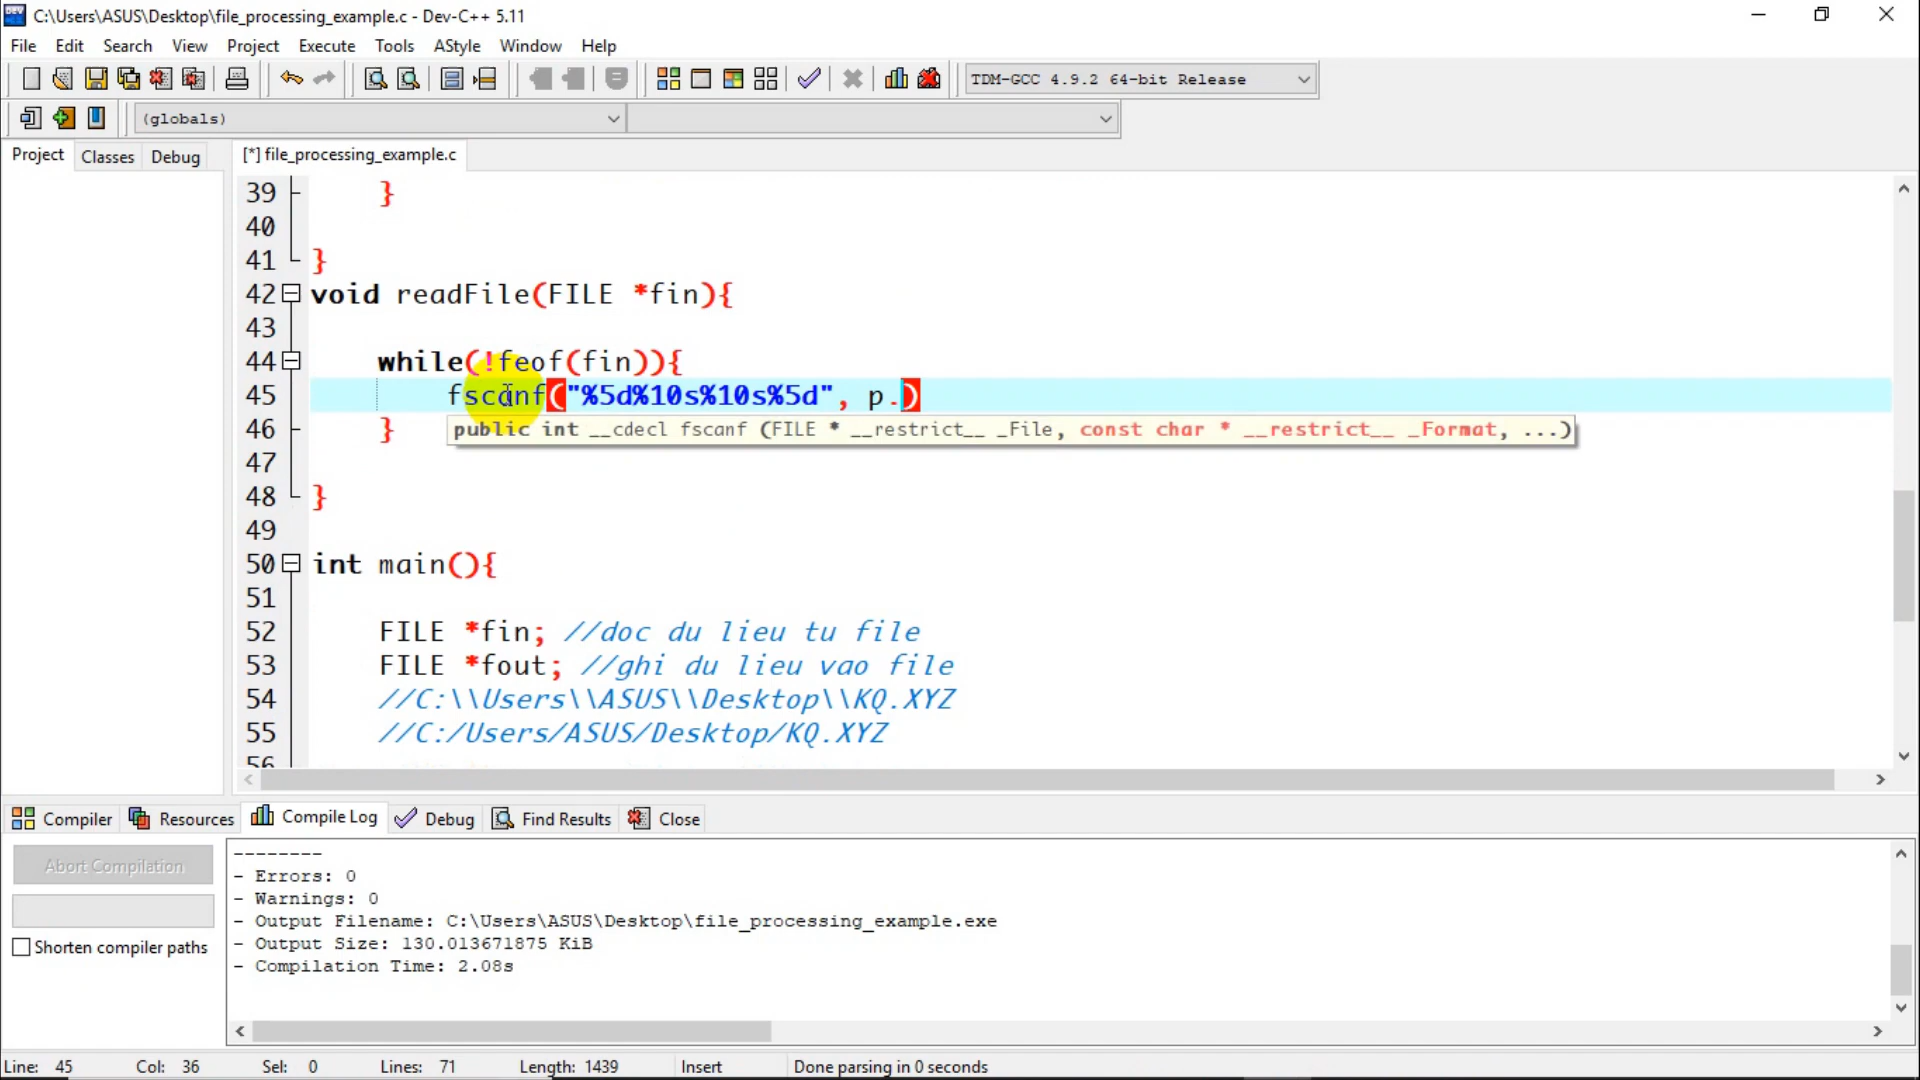 C:\Users\ASUS\Desktop\file_processing_example.c - Dev-C++ 5.11
File Edit Search View Project Execute Tools AStyle Window Help
TDM-GCC 4.9.2 64-bit Release
(globals)
Project Classes Debug [*] file_processing_example.c
39 }
40
41 }
42 void readFile(FILE *fin){
43
44 while(!feof(fin)){
45 fscanf("%5d%10s%10s%5d", p.)
46 } public int __cdecl fscanf (FILE * __restrict__ _File, const char * __restrict__ _Format, ...)
47
48 }
49
50 int main(){
51
52 FILE *fin; //doc du lieu tu file
53 FILE *fout; //ghi du lieu vao file
54 //C:\\Users\\ASUS\\Desktop\\KQ.XYZ
55 //C:/Users/ASUS/Desktop/KQ.XYZ
56
Compiler Resources Compile Log Debug Find Results Close
Abort Compilation
Shorten compiler paths
--------
- Errors: 0
- Warnings: 0
- Output Filename: C:\Users\ASUS\Desktop\file_processing_example.exe
- Output Size: 130.013671875 KiB
- Compilation Time: 2.08s
Line: 45 Col: 36 Sel: 0 Lines: 71 Length: 1439 Insert Done parsing in 0 seconds